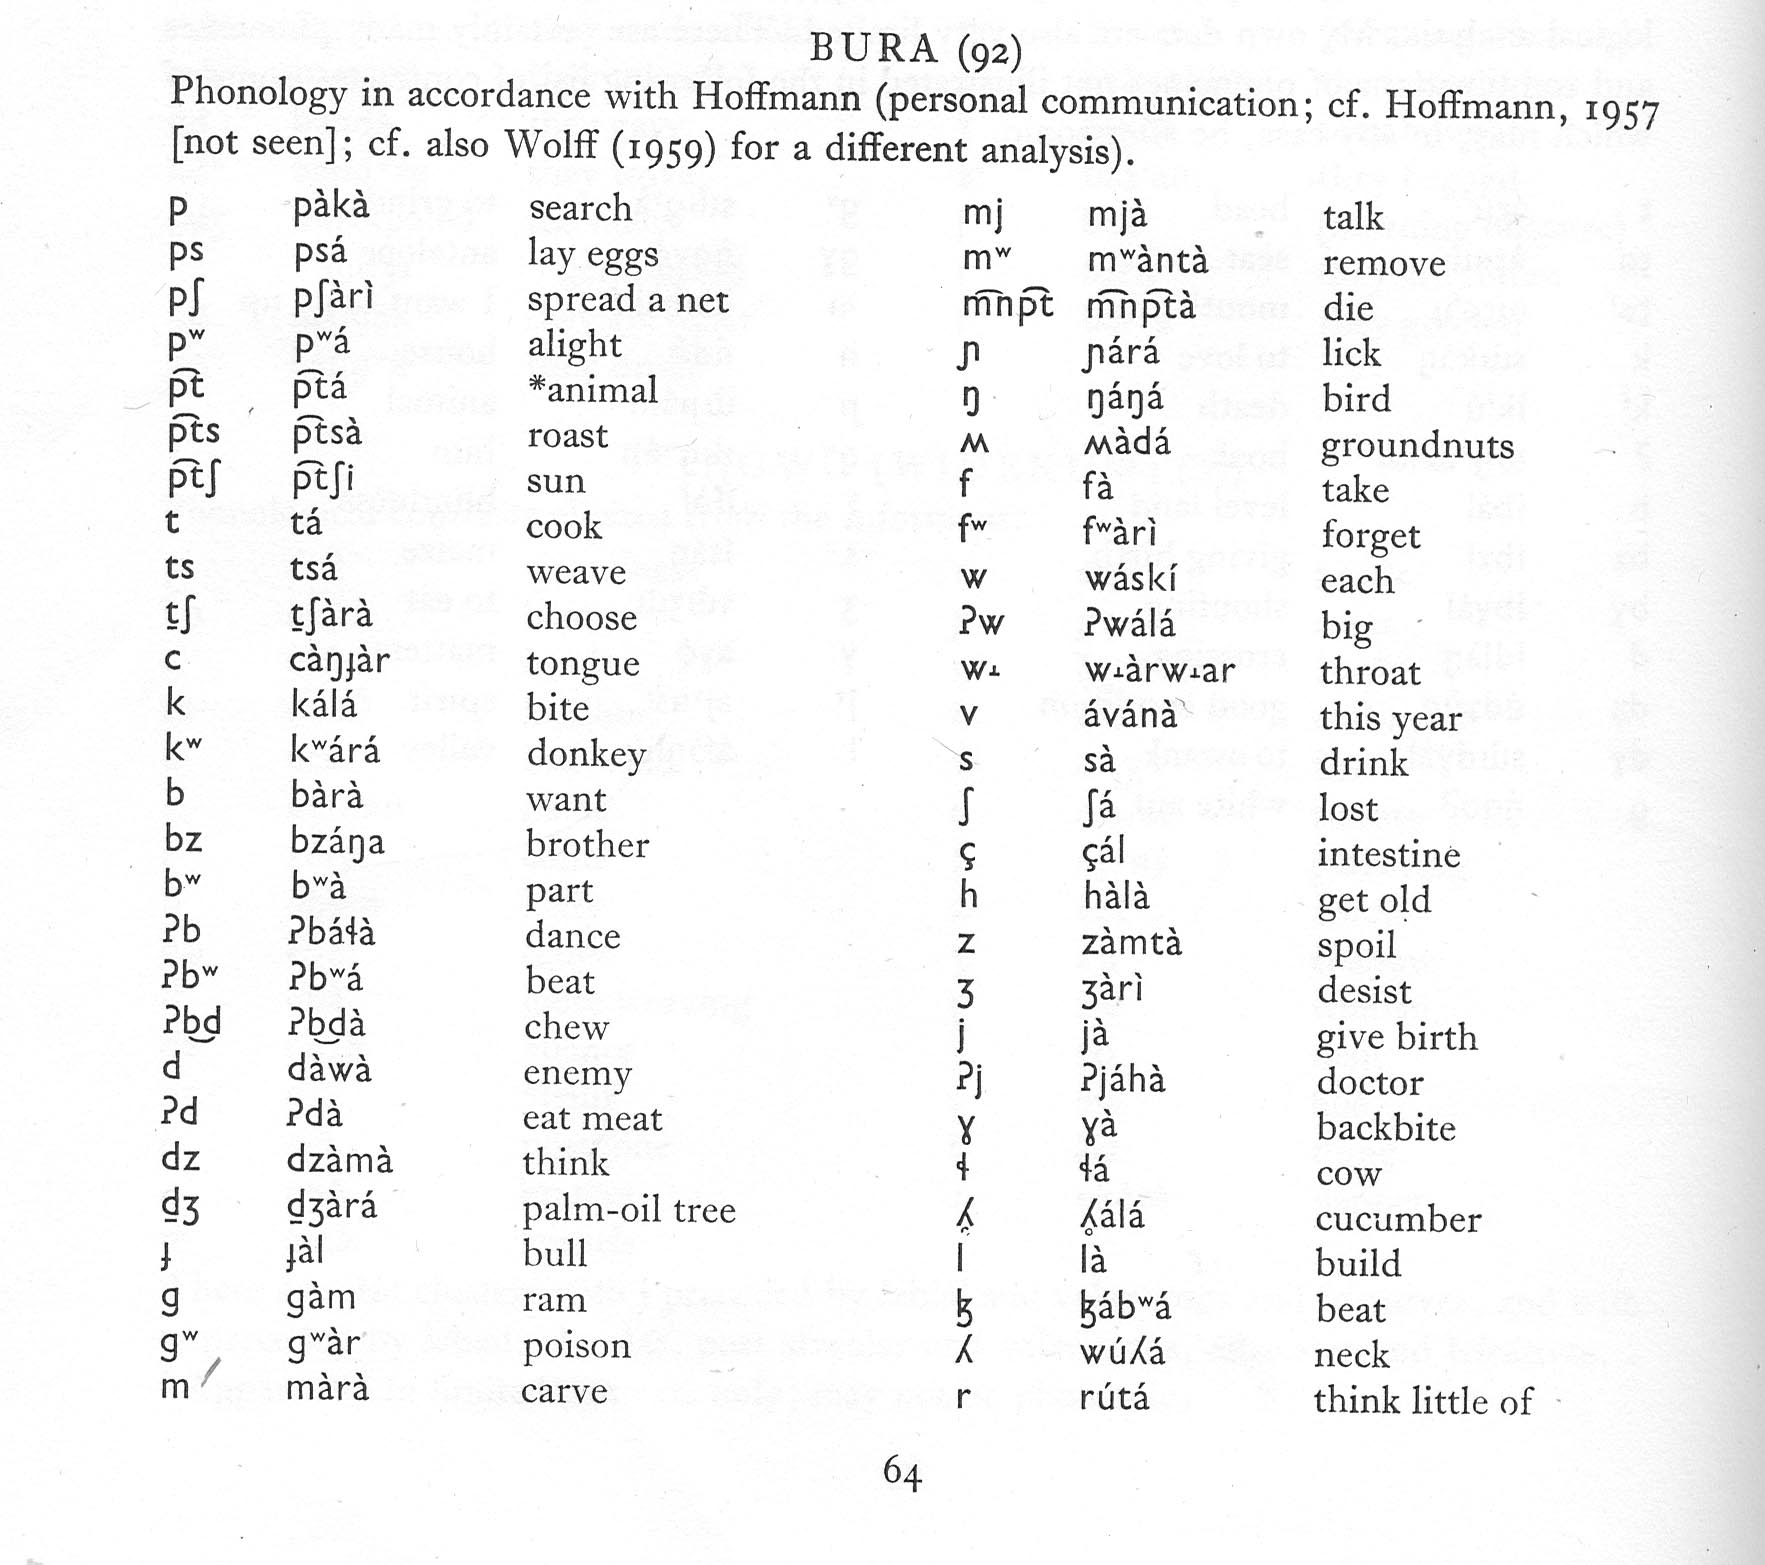 BURA (92)
Phonology in accordance with Hoffmann (personal communication; cf. Hoffmann, 1957
[not seen]; cf. also Wolff (1959) for a different analysis).
p pàkà search
ps psá lay eggs
pʃ pʃàrì spread a net
pʷ pʷá alight
p͡t p͡tá *animal
p͡ts p͡tsà roast
p͡tʃ p͡tʃi sun
t tá cook
ts tsá weave
t̠ʃ t̠ʃàrà choose
c càŋɟàr tongue
k kálá bite
kʷ kʷárá donkey
b bàrà want
bz bzáŋa brother
bʷ bʷà part
ʔb ʔbáɬà dance
ʔbʷ ʔbʷá beat
ʔb͜d ʔb͜dà chew
d dàwà enemy
ʔd ʔdà eat meat
dz dzàmà think
d̠ʒ d̠ʒàrá palm-oil tree
ɟ ɟàl bull
g gàm ram
gʷ gʷàr poison
m màrà carve
mj mjà talk
mʷ mʷàntà remove
m͡np͡t m͡np͡tà die
ɲ ɲárá lick
ŋ ŋáŋá bird
ʍ ʍàdá groundnuts
f fà take
fʷ fʷàrì forget
w wáskí each
ʔw ʔwálá big
w˔ w˔àrw˔ar throat
v ávánà this year
s sà drink
ʃ ʃá lost
ç çál intestine
h hàlà get old
z zàmtà spoil
ʒ ʒàrì desist
j jà give birth
ʔj ʔjáhà doctor
ɣ ɣà backbite
ɬ ɬá cow
ʎ̥ ʎ̥álá cucumber
l là build
ɮ ɮábʷá beat
ʎ wúʎá neck
r rútá think little of
64